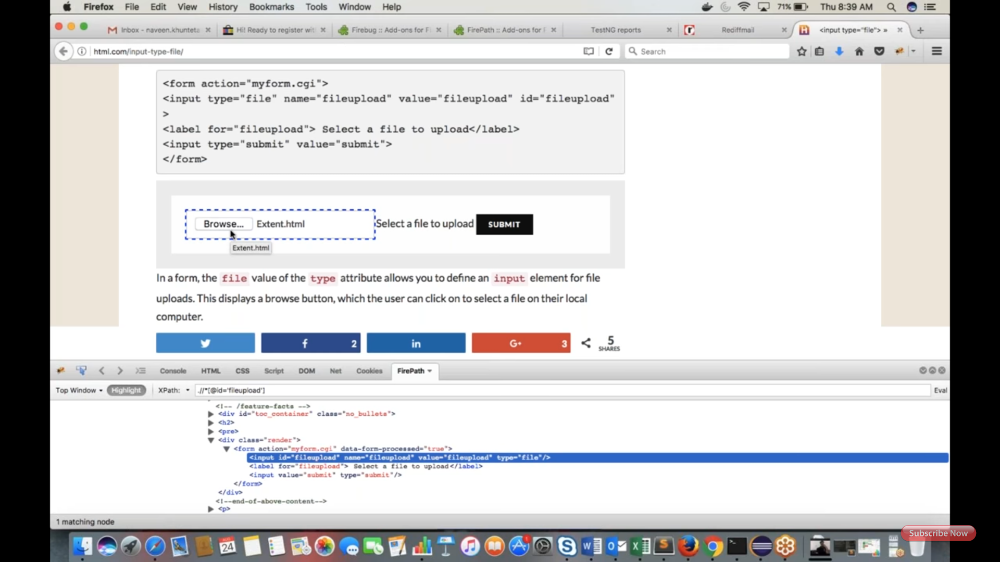 Firefox File Edit View History Bookmarks Tools Window Help 71% Thu 8:39 AM
Inbox - naveen.khunteta Hi! Ready to register wit Firebug :: Add-ons for F FirePath :: Add-ons for F TestNG reports Rediffmail <input type="file"> »
html.com/input-type-file/ Search
<form action="myform.cgi">
<input type="file" name="fileupload" value="fileupload" id="fileupload"
>
<label for="fileupload"> Select a file to upload</label>
<input type="submit" value="submit">
</form>
Browse... Extent.html Select a file to upload SUBMIT
Extent.html
In a form, the file value of the type attribute allows you to define an input element for file
uploads. This displays a browse button, which the user can click on to select a file on their local
computer.
f 2 in G+ 3 5
SHARES
Console HTML CSS Script DOM Net Cookies FirePath
Top Window Highlight XPath: .//*[@id='fileupload'] Eval
<!-- /feature-facts -->
<div id="toc_container" class="no_bullets">
<h2>
<pre>
<div class="render">
<form action="myform.cgi" data-form-processed="true">
<input id="fileupload" name="fileupload" value="fileupload" type="file"/>
<label for="fileupload"> Select a file to upload</label>
<input value="submit" type="submit"/>
</form>
</div>
<!--end-of-above-content-->
<p>
1 matching node
Subscribe Now
24